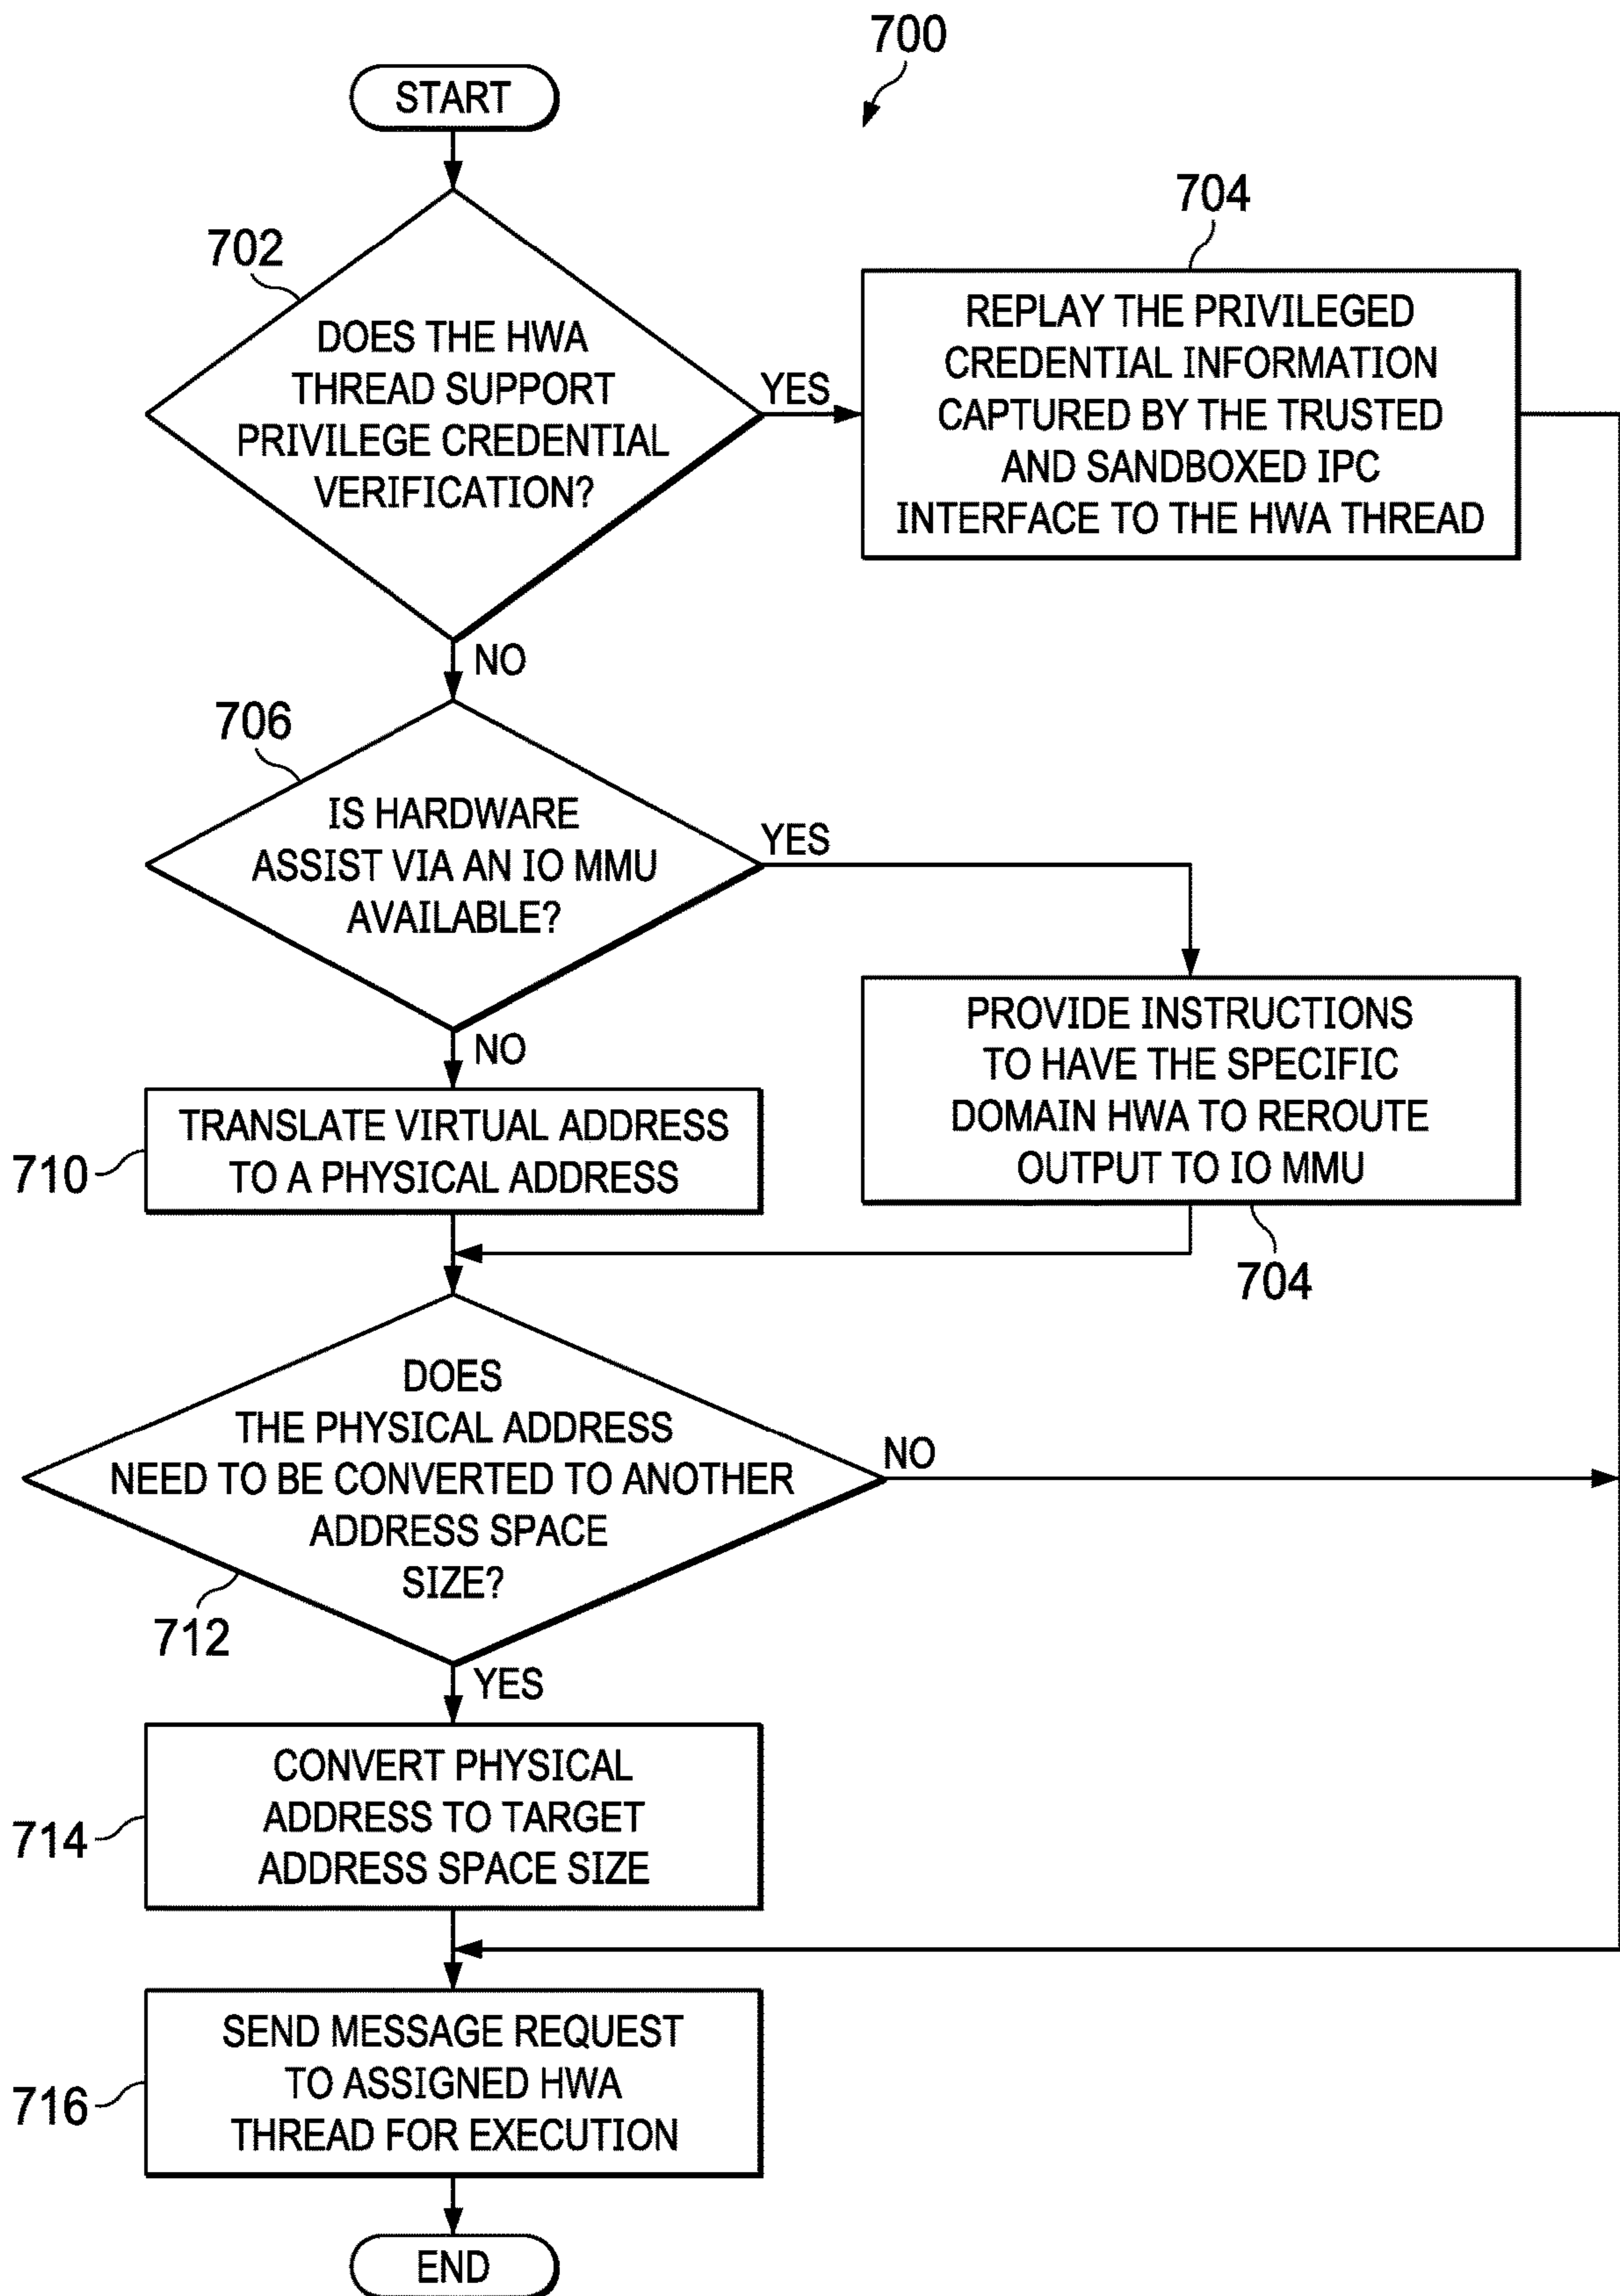 700
START
702
DOES THE HWA
THREAD SUPPORT
PRIVILEGE CREDENTIAL
VERIFICATION?
YES
704
REPLAY THE PRIVILEGED
CREDENTIAL INFORMATION
CAPTURED BY THE TRUSTED
AND SANDBOXED IPC
INTERFACE TO THE HWA THREAD
NO
706
IS HARDWARE
ASSIST VIA AN IO MMU
AVAILABLE?
YES
PROVIDE INSTRUCTIONS
TO HAVE THE SPECIFIC
DOMAIN HWA TO REROUTE
OUTPUT TO IO MMU
704
NO
710
TRANSLATE VIRTUAL ADDRESS
TO A PHYSICAL ADDRESS
DOES
THE PHYSICAL ADDRESS
NEED TO BE CONVERTED TO ANOTHER
ADDRESS SPACE
SIZE?
NO
712
YES
714
CONVERT PHYSICAL
ADDRESS TO TARGET
ADDRESS SPACE SIZE
716
SEND MESSAGE REQUEST
TO ASSIGNED HWA
THREAD FOR EXECUTION
END